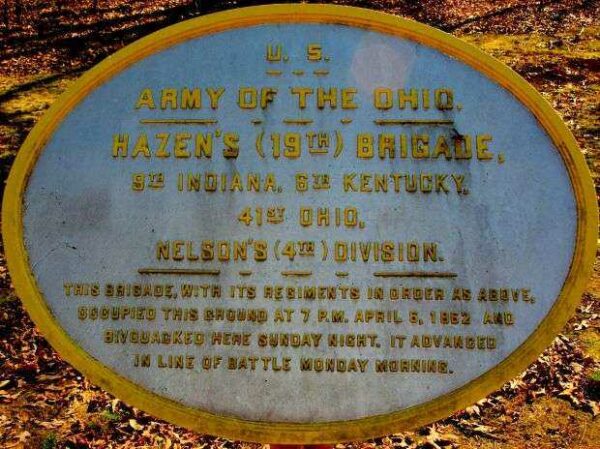 U. S.
ARMY OF THE OHIO.
HAZEN'S (19TH) BRIGADE,
9TH INDIANA, 6TH KENTUCKY,
41ST OHIO,
NELSON'S (4TH) DIVISION.
THIS BRIGADE, WITH ITS REGIMENTS IN ORDER AS ABOVE,
OCCUPIED THIS GROUND AT 7 P.M. APRIL 6, 1862 AND
BIVOUACKED HERE SUNDAY NIGHT. IT ADVANCED
IN LINE OF BATTLE MONDAY MORNING.